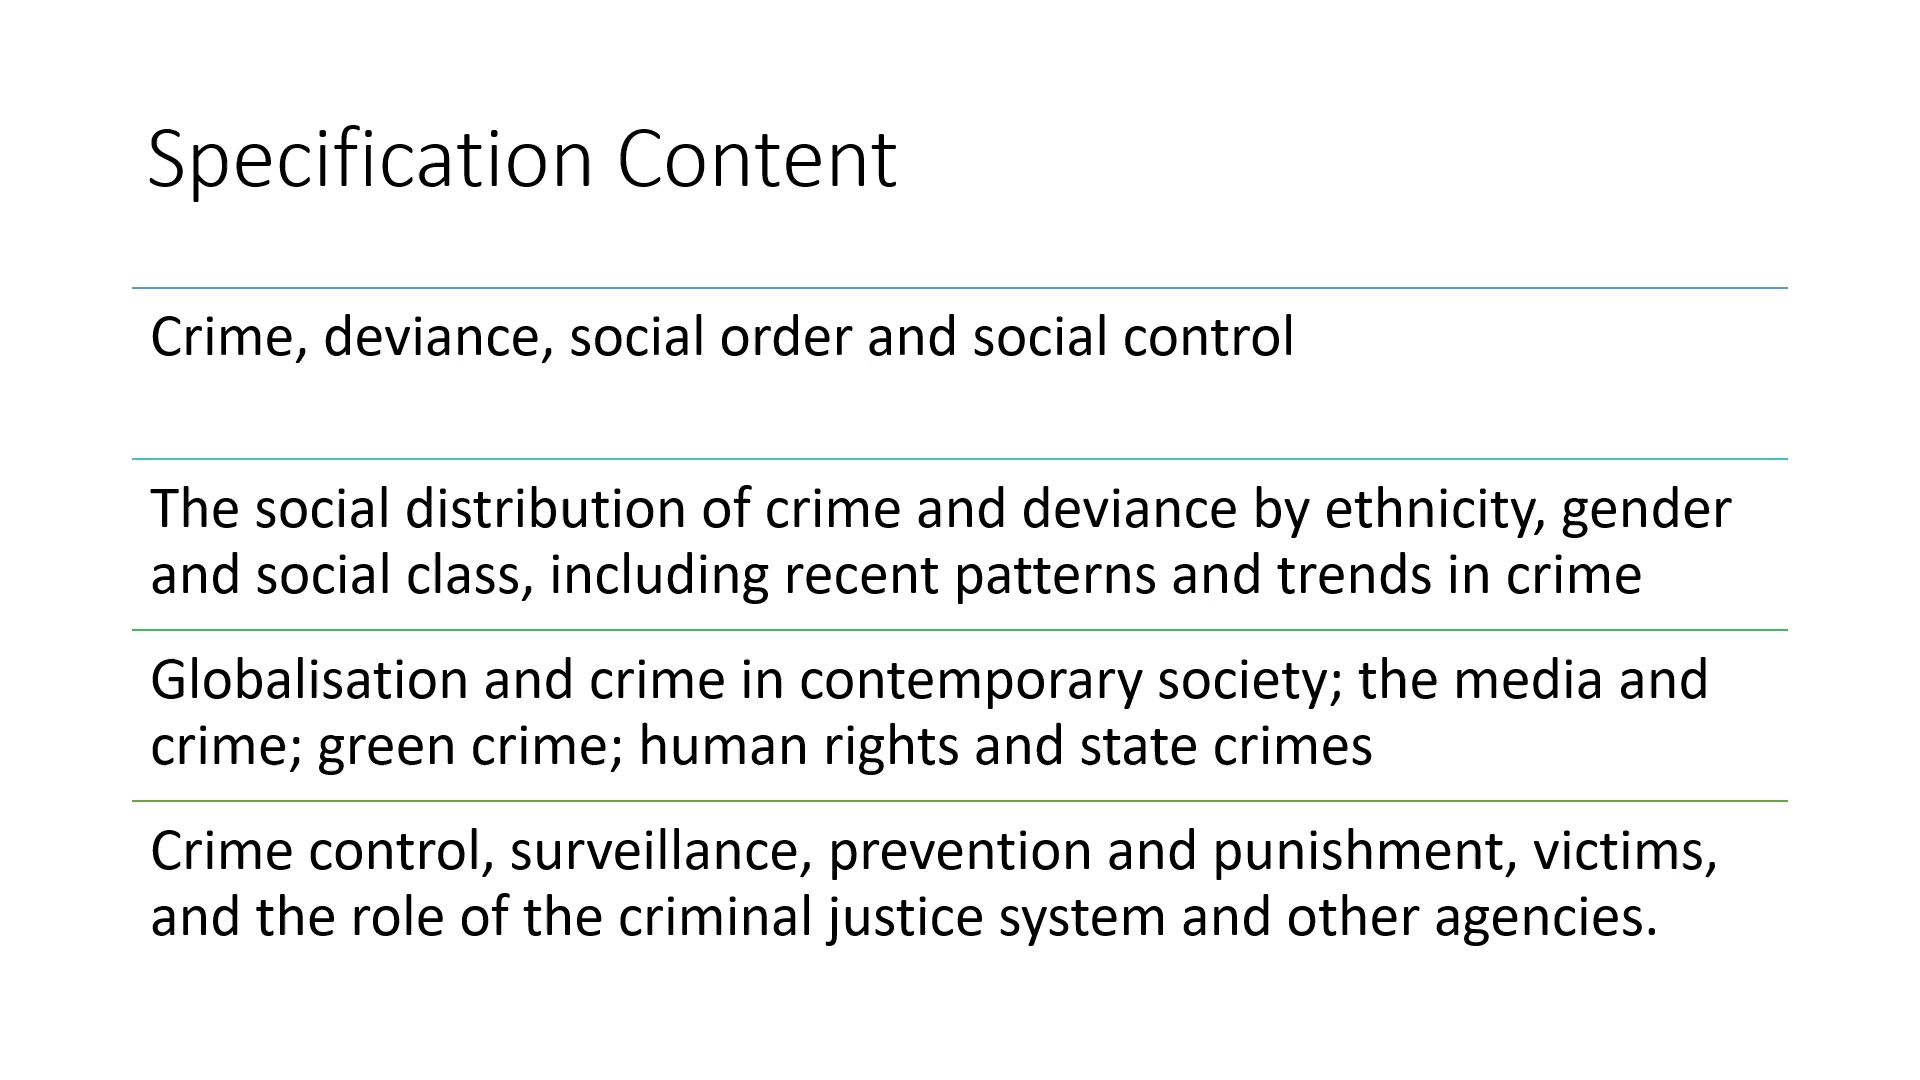 Specification Content
Crime, deviance, social order and social control
The social distribution of crime and deviance by ethnicity, gender
and social class, including recent patterns and trends in crime
Globalisation and crime in contemporary society; the media and
crime; green crime; human rights and state crimes
Crime control, surveillance, prevention and punishment, victims,
and the role of the criminal justice system and other agencies.